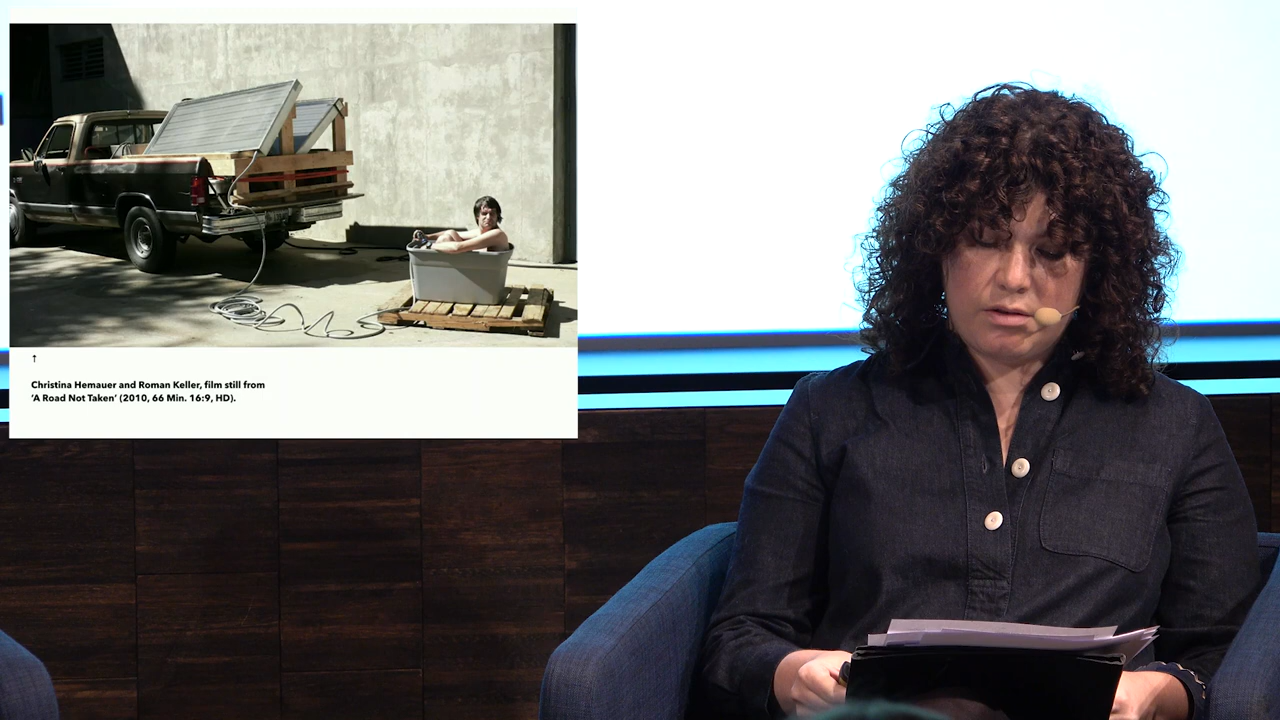 ↑
Christina Hemauer and Roman Keller, film still from
‘A Road Not Taken’ (2010, 66 Min. 16:9, HD).